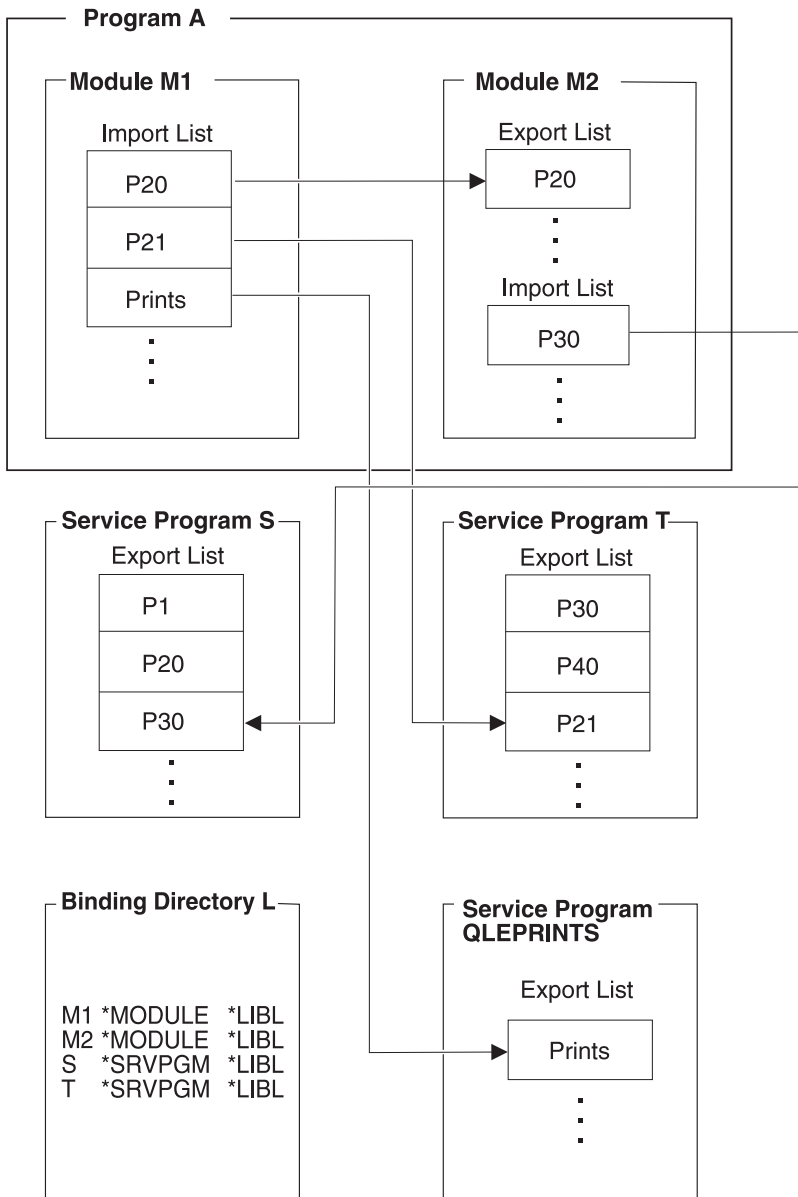 Program A
Module M1
Import List
P20
P21
Prints
Module M2
Export List
P20
Import List
P30
Service Program S
Export List
P1
P20
P30
Service Program T
Export List
P30
P40
P21
Binding Directory L
M1 *MODULE *LIBL
M2 *MODULE *LIBL
S *SRVPGM *LIBL
T *SRVPGM *LIBL
Service Program
QLEPRINTS
Export List
Prints